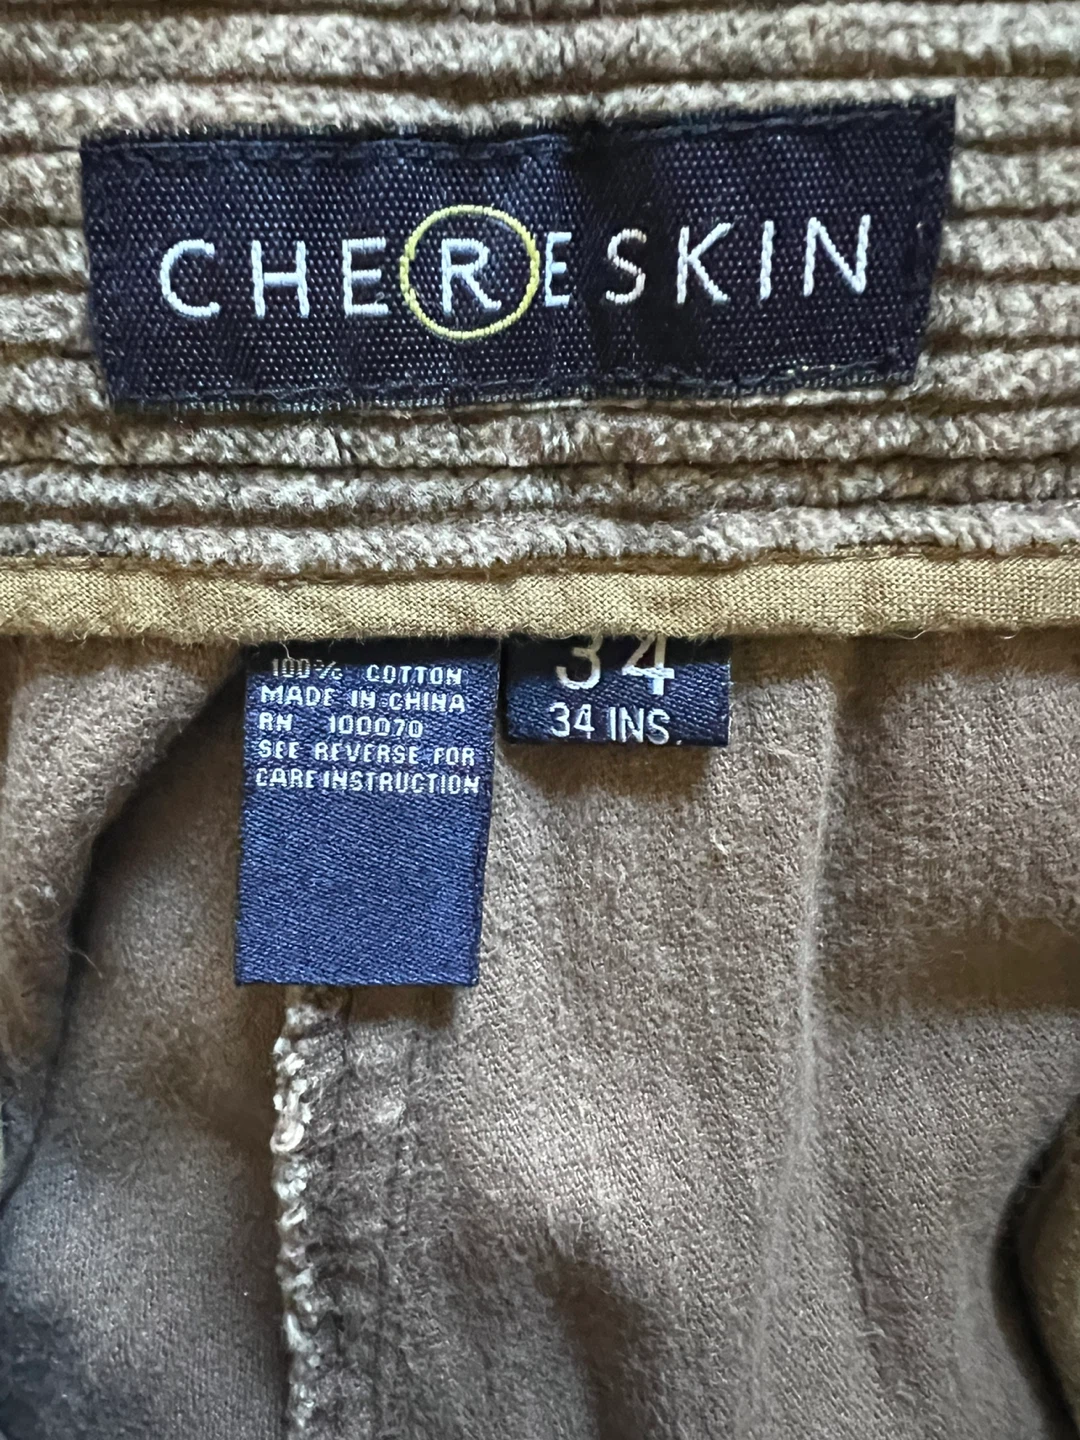 CHERESKIN
100% COTTON
MADE IN CHINA
RN 100070
SEE REVERSE FOR
CARE INSTRUCTION
34
34 INS.